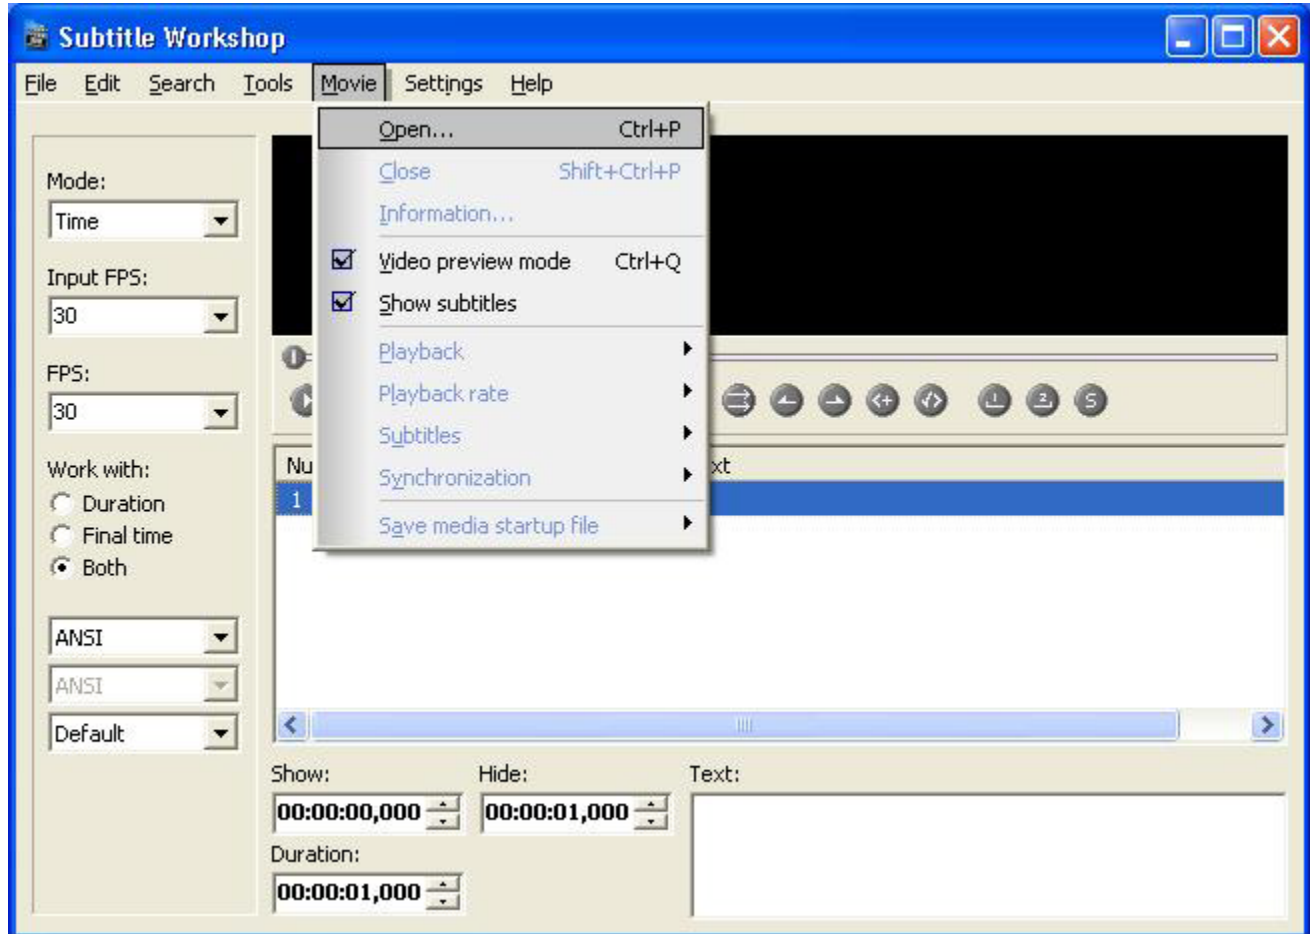 Subtitle Workshop
File Edit Search Tools Movie Settings Help
Open... Ctrl+P
Close Shift+Ctrl+P
Information...
Video preview mode Ctrl+Q
Show subtitles
Playback
Playback rate
Subtitles
Synchronization
Save media startup file
Mode:
Time
Input FPS:
30
FPS:
30
Work with:
Duration
Final time
Both
ANSI
ANSI
Default
1 2 S
Nu xt
1
Show: Hide: Text:
00:00:00,000 00:00:01,000
Duration:
00:00:01,000